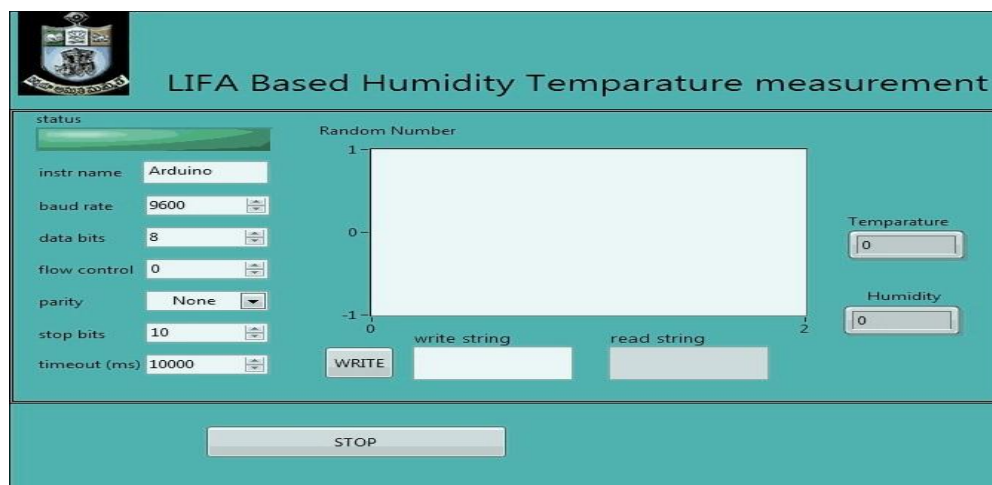 LIFA Based Humidity Temparature measurement
status
instr name Arduino
baud rate 9600
data bits 8
flow control 0
parity None
stop bits 10
timeout (ms) 10000
Random Number
1
0
-1
0 2
WRITE
write string
read string
Temparature
0
Humidity
0
STOP